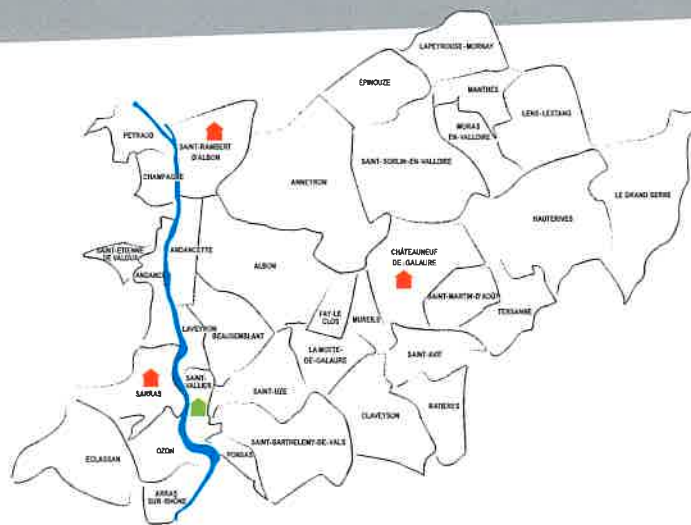 LAPEYROUSE-MORNAY
ÉPINOUZE
MANTHES
LENS-LESTANG
MORAS
EN-VALLOIRE
PEYRAUD
SAINT-RAMBERT
D'ALBON
SAINT-SORLIN-EN-VALLOIRE
CHAMPAGNE
ANNEYRON
LE GRAND SERRE
HAUTERIVES
SAINT-ETIENNE
DE VALOUX
ANDANCETTE
CHÂTEAUNEUF
DE-GALAURE
ALBON
ANDANCE
SAINT-MARTIN-D'AOÛT
TERSANNE
FAY-LE
CLOS
MUREILS
LAVEYRON
BEAUSEMBLANT
LA MOTTE-
DE-GALAURE
SAINT-AVIT
SAINT-
VALLIER
SARRAS
SAINT-UZE
RATIERES
CLAVEYSON
SAINT-BARTHELEMY-DE-VALS
OZON
PONSAS
ECLASSAN
ARRAS
SUR-RHÔNE